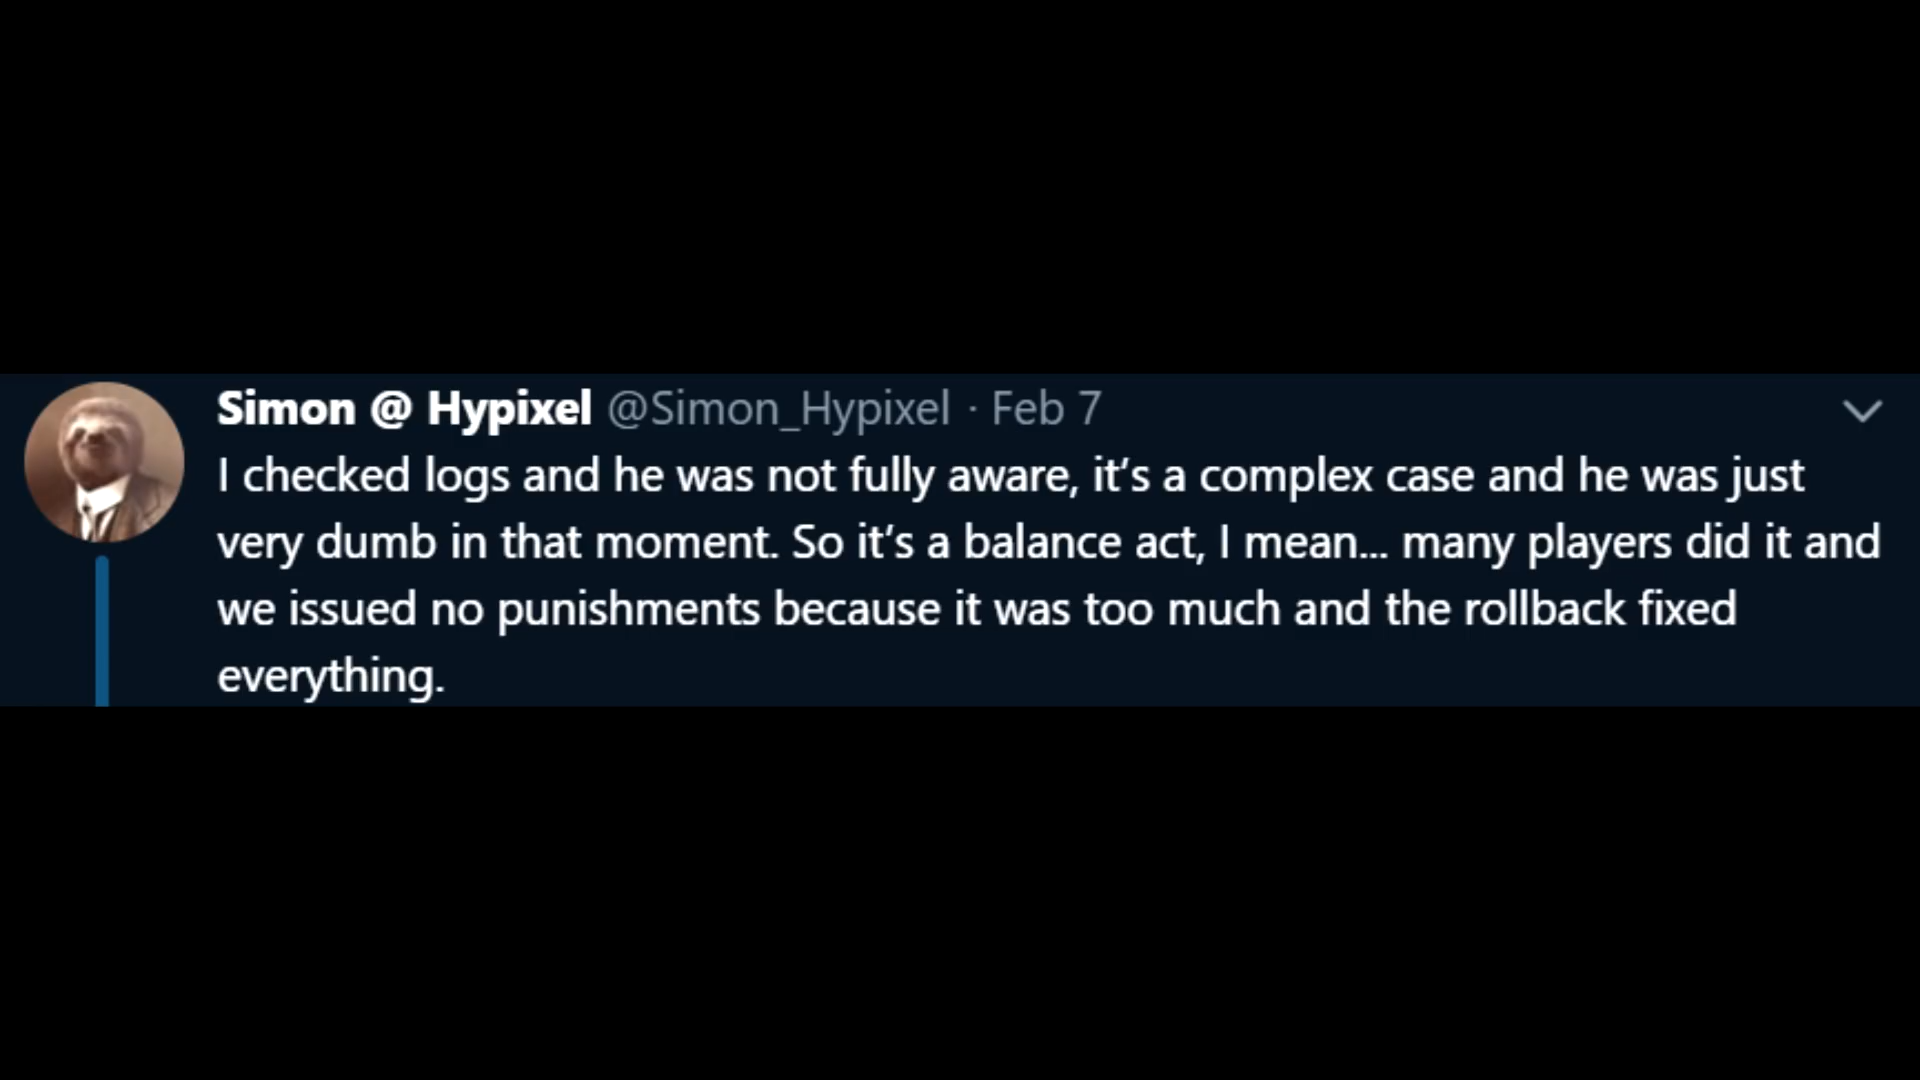 Simon @ Hypixel @Simon_Hypixel · Feb 7
I checked logs and he was not fully aware, it’s a complex case and he was just
very dumb in that moment. So it’s a balance act, I mean... many players did it and
we issued no punishments because it was too much and the rollback fixed
everything.